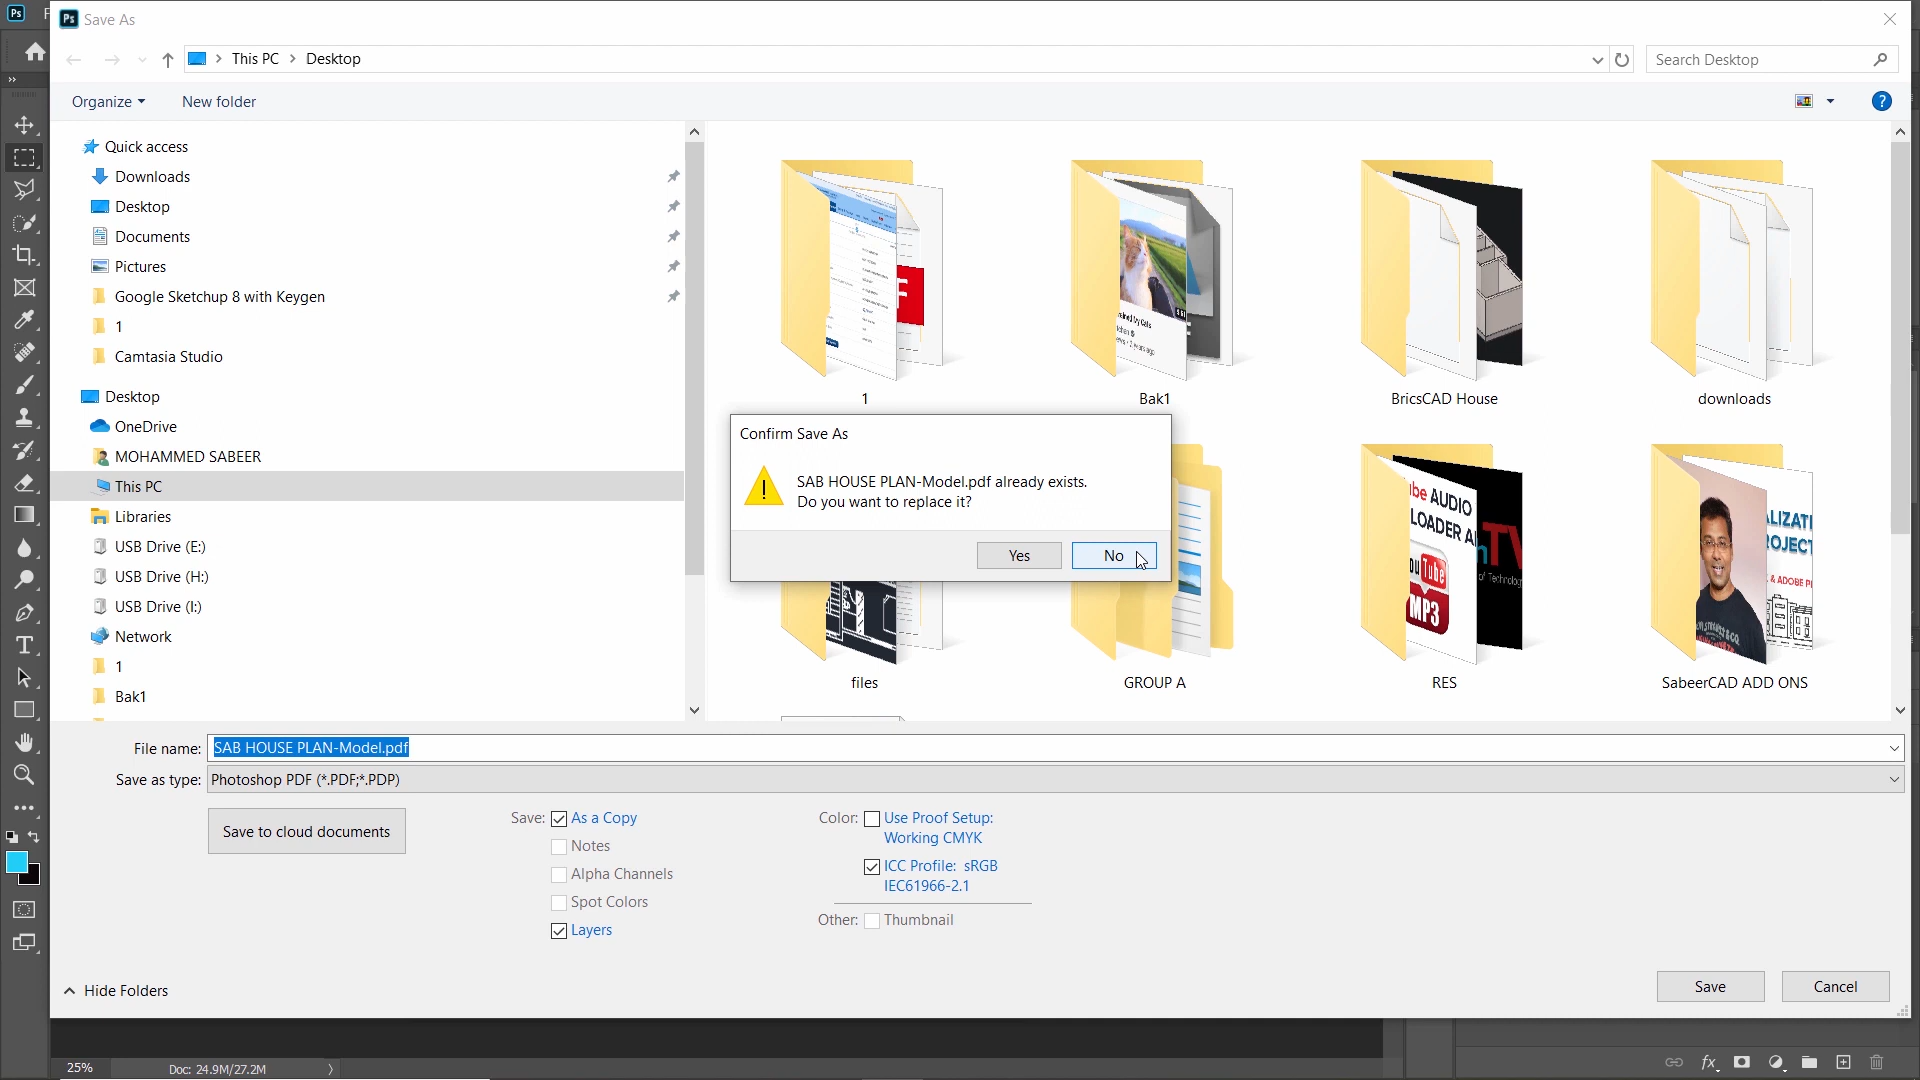 Ps
Ps Save As
This PC
Desktop
Search Desktop
Organize
New folder
?
Quick access
Downloads
Desktop
Documents
Pictures
Google Sketchup 8 with Keygen
1
Camtasia Studio
Desktop
OneDrive
MOHAMMED SABEER
This PC
Libraries
USB Drive (E:)
USB Drive (H:)
USB Drive (I:)
Network
1
Bak1
1
Bak1
BricsCAD House
downloads
Confirm Save As
SAB HOUSE PLAN-Model.pdf already exists.
Do you want to replace it?
Yes
No
AUDIO
MP3
files
GROUP A
RES
SabeerCAD ADD ONS
File name: SAB HOUSE PLAN-Model.pdf
Save as type: Photoshop PDF (*.PDF;*.PDP)
Save to cloud documents
Save: As a Copy
Notes
Alpha Channels
Spot Colors
Layers
Color: Use Proof Setup:
Working CMYK
ICC Profile: sRGB
IEC61966-2.1
Other: Thumbnail
Hide Folders
Save
Cancel
25%
Doc: 24.9M/27.2M
fx